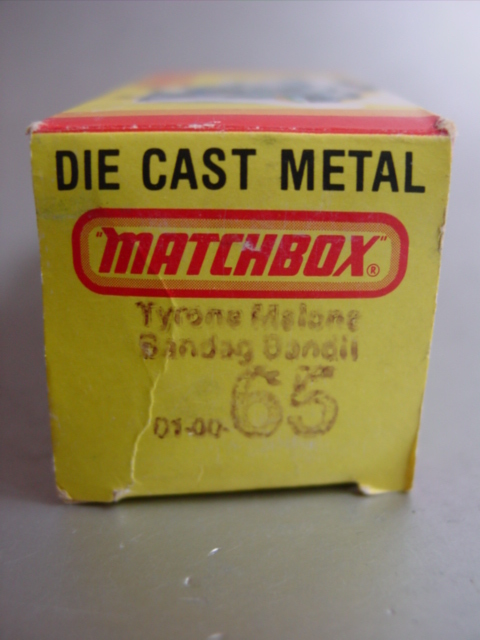 DIE CAST METAL
"MATCHBOX"®
Tyrone Malone
Bandag Bandit
01-00-65